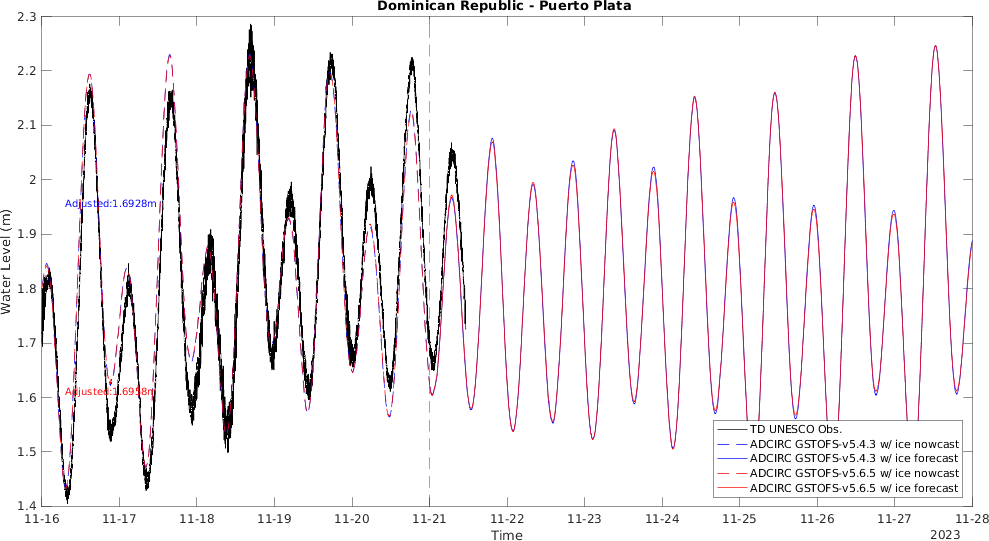 Dominican Republic - Puerto Plata
2.3
2.2
2.1
2
1.9
1.8
1.7
1.6
1.5
1.4
Water Level (m)
Adjusted:1.6928m
Adjusted:1.6958m
TD UNESCO Obs.
ADCIRC GSTOFS-v5.4.3 w/ ice nowcast
ADCIRC GSTOFS-v5.4.3 w/ ice forecast
ADCIRC GSTOFS-v5.6.5 w/ ice nowcast
ADCIRC GSTOFS-v5.6.5 w/ ice forecast
11-16 11-17 11-18 11-19 11-20 11-21 11-22 11-23 11-24 11-25 11-26 11-27 11-28
Time
2023